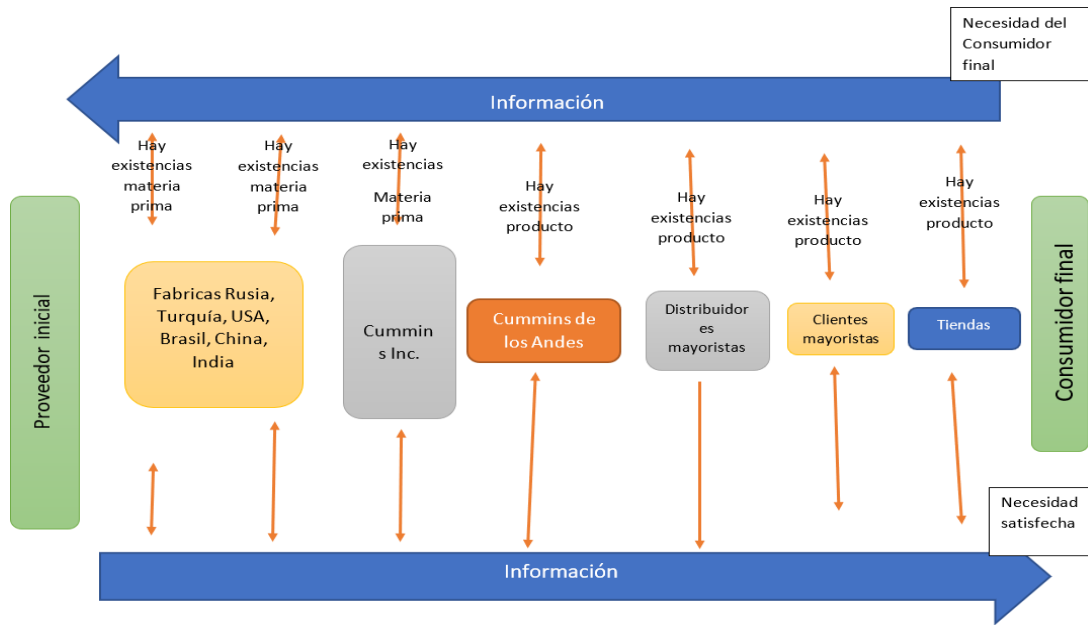 Necesidad del
Consumidor
final
Información
Hay
existencias
materia
prima
Hay
existencias
materia
prima
Hay
existencias
Materia
prima
Hay
existencias
producto
Hay
existencias
producto
Hay
existencias
producto
Hay
existencias
producto
Proveedor inicial
Fabricas Rusia,
Turquía, USA,
Brasil, China,
India
Cummin
s Inc.
Cummins de
los Andes
Distribuidor
es
mayoristas
Clientes
mayoristas
Tiendas
Consumidor final
Necesidad
satisfecha
Información